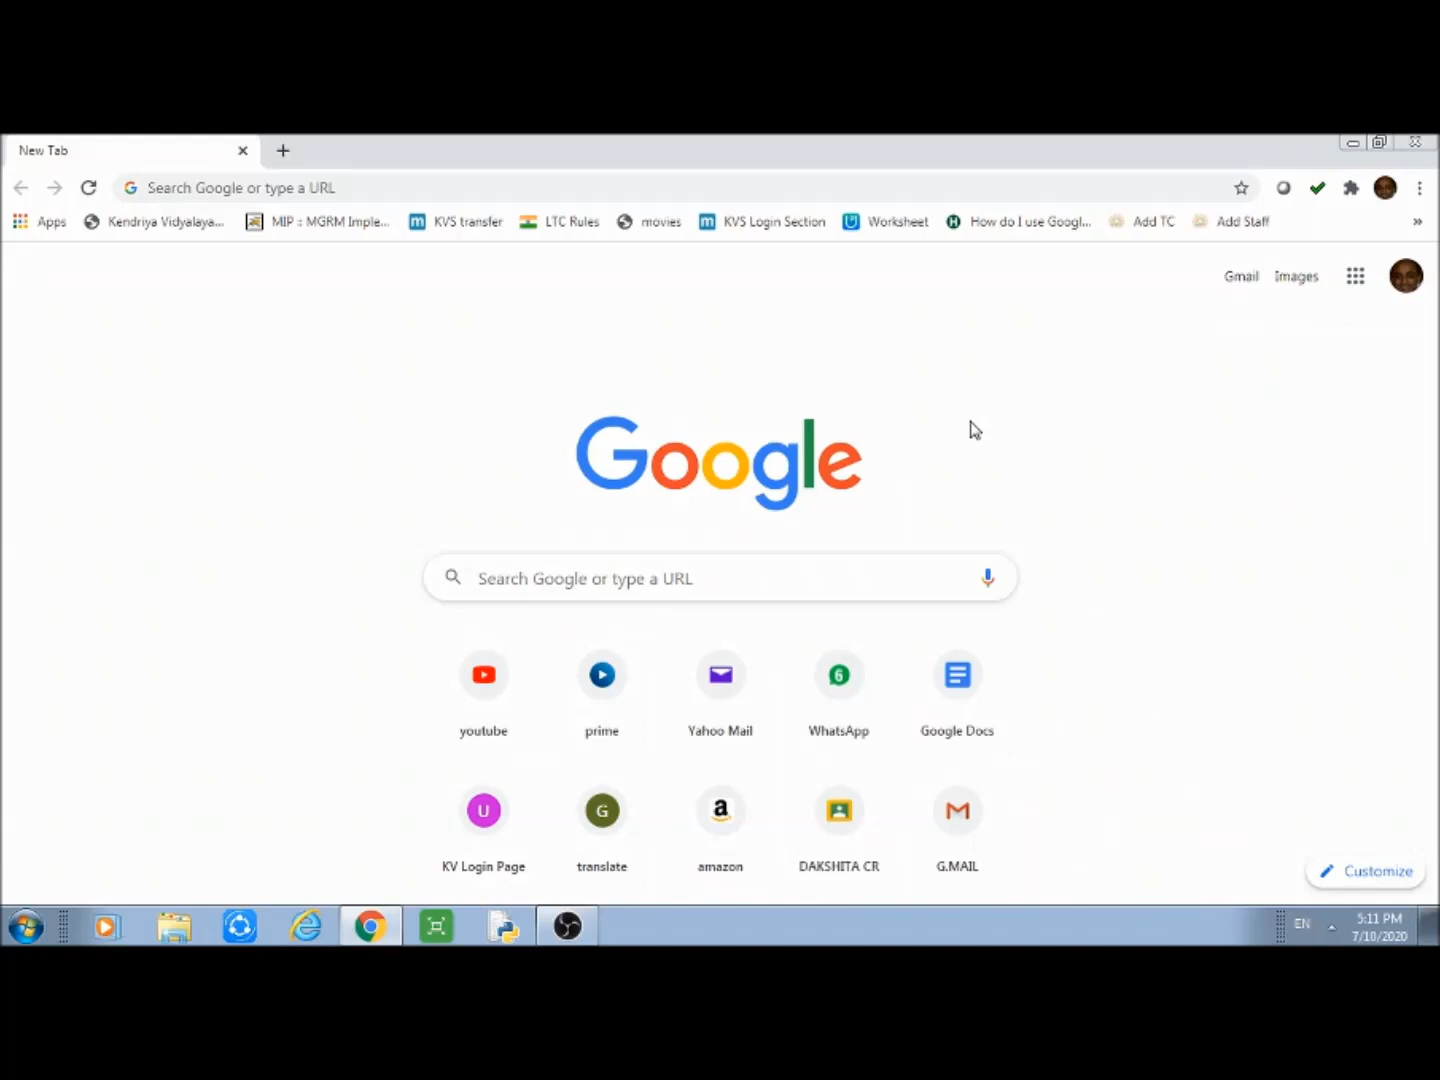 New Tab
Search Google or type a URL
Apps Kendriya Vidyalaya... MIP :: MGRM Imple... KVS transfer LTC Rules movies KVS Login Section Worksheet How do I use Googl... Add TC Add Staff »
Gmail Images
Google
Search Google or type a URL
6
youtube prime Yahoo Mail WhatsApp Google Docs
U G a
KV Login Page translate amazon DAKSHITA CR G.MAIL
Customize
EN 5:11 PM
7/10/2020